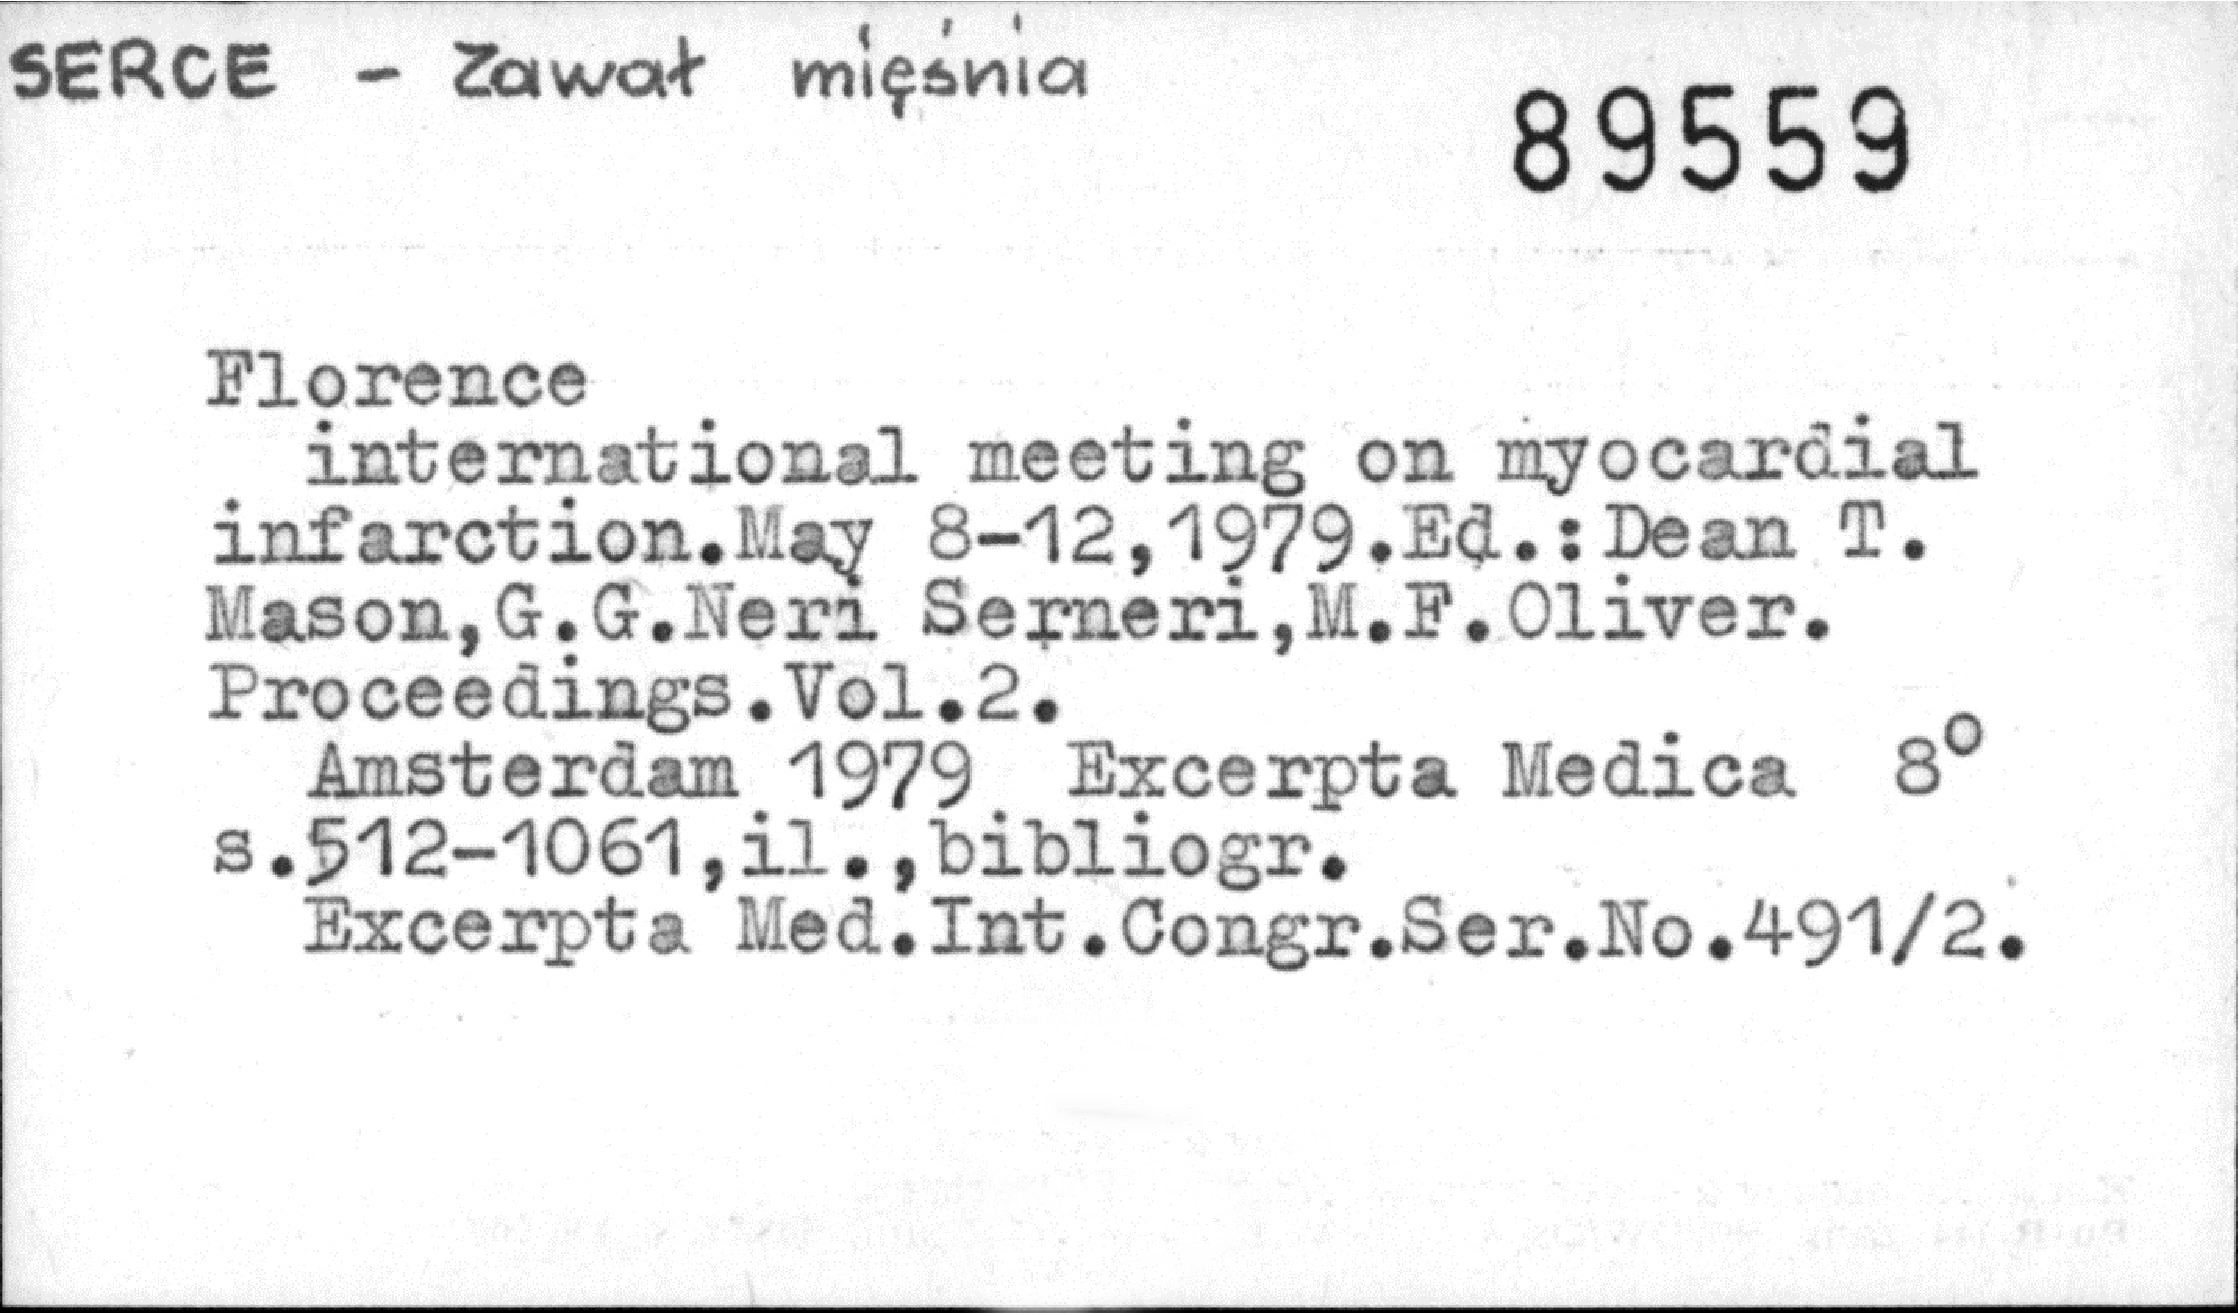 SERCE - Zawał mięśnia
89559
Florence
international meeting on myocardial
infarction.May 8-12,1979.Ed.:Dean T.
Mason,G.G.Neri Serneri,M.F.Oliver.
Proceedings.Vol.2.
Amsterdam 1979 Excerpta Medica 8°
s.512-1061,il.,bibliogr.
Excerpta Med.Int.Congr.Ser.No.491/2.